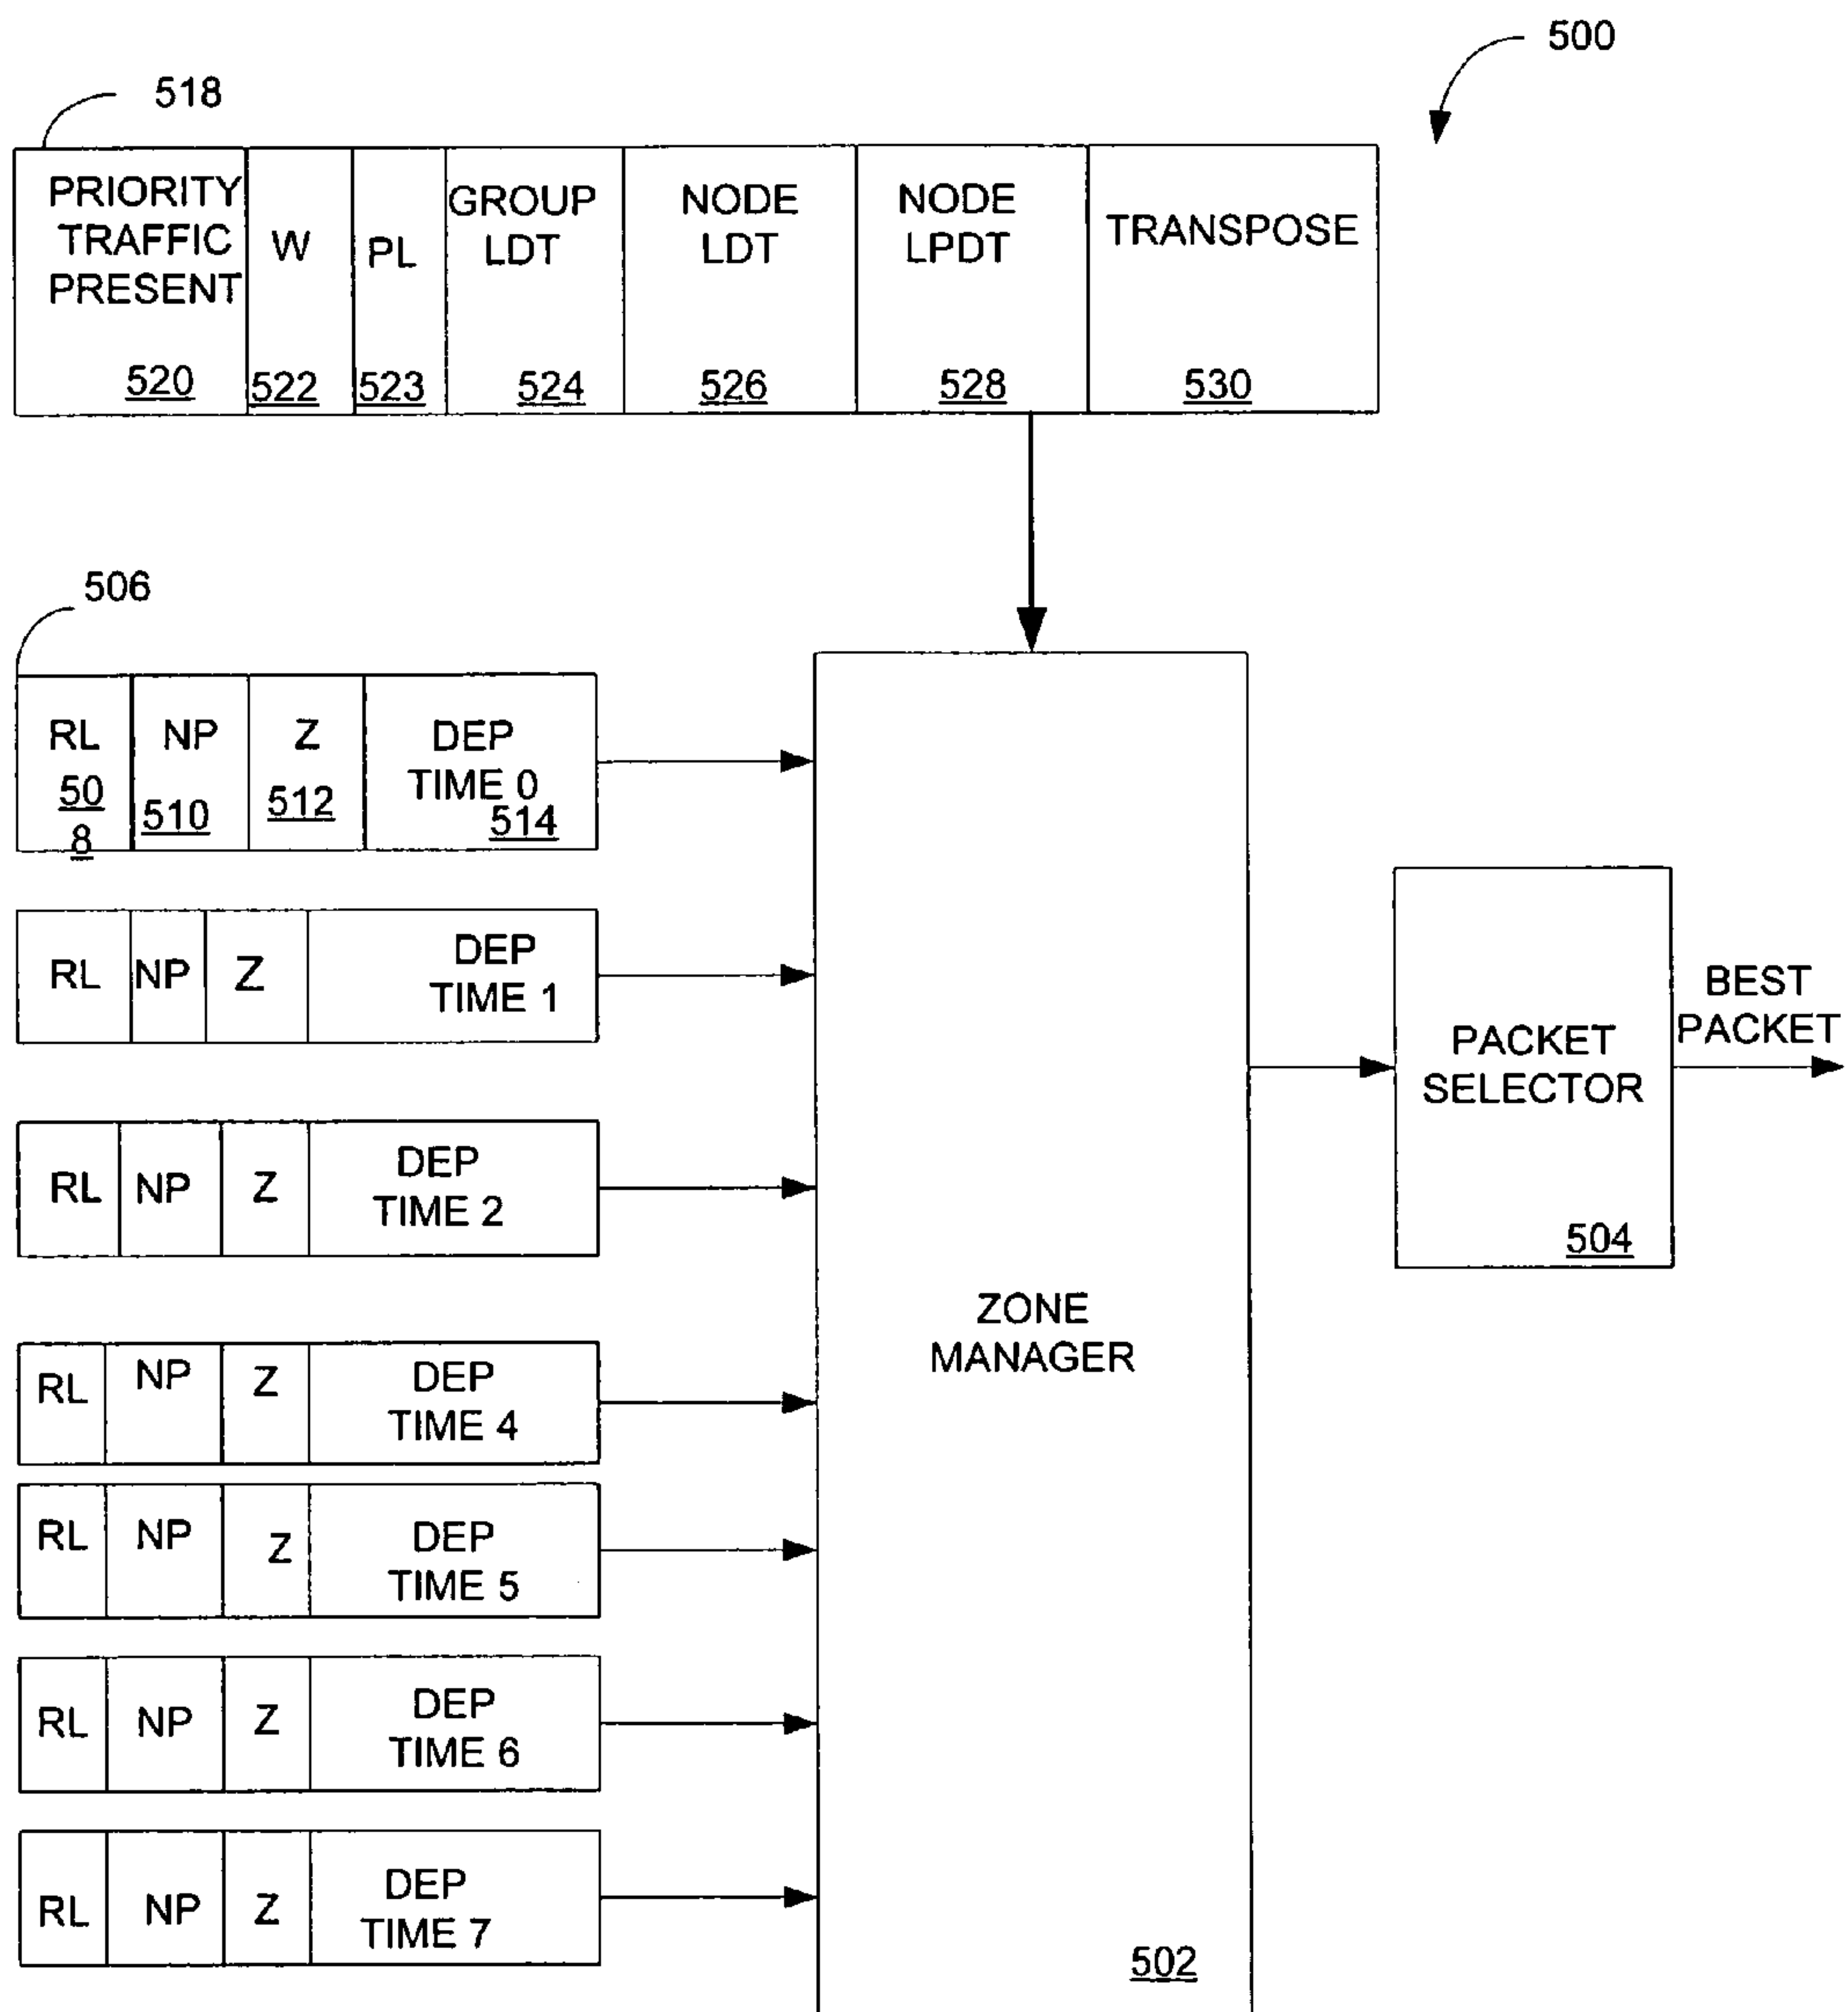 500
518
PRIORITY
TRAFFIC
PRESENT
520
W
522
PL
523
GROUP
LDT
524
NODE
LDT
526
NODE
LPDT
528
TRANSPOSE
530
506
RL
50
8
NP
510
Z
512
DEP
TIME 0
514
RL
NP
Z
DEP
TIME 1
RL
NP
Z
DEP
TIME 2
RL
NP
Z
DEP
TIME 4
RL
NP
Z
DEP
TIME 5
RL
NP
Z
DEP
TIME 6
RL
NP
Z
DEP
TIME 7
ZONE
MANAGER
502
PACKET
SELECTOR
504
BEST
PACKET